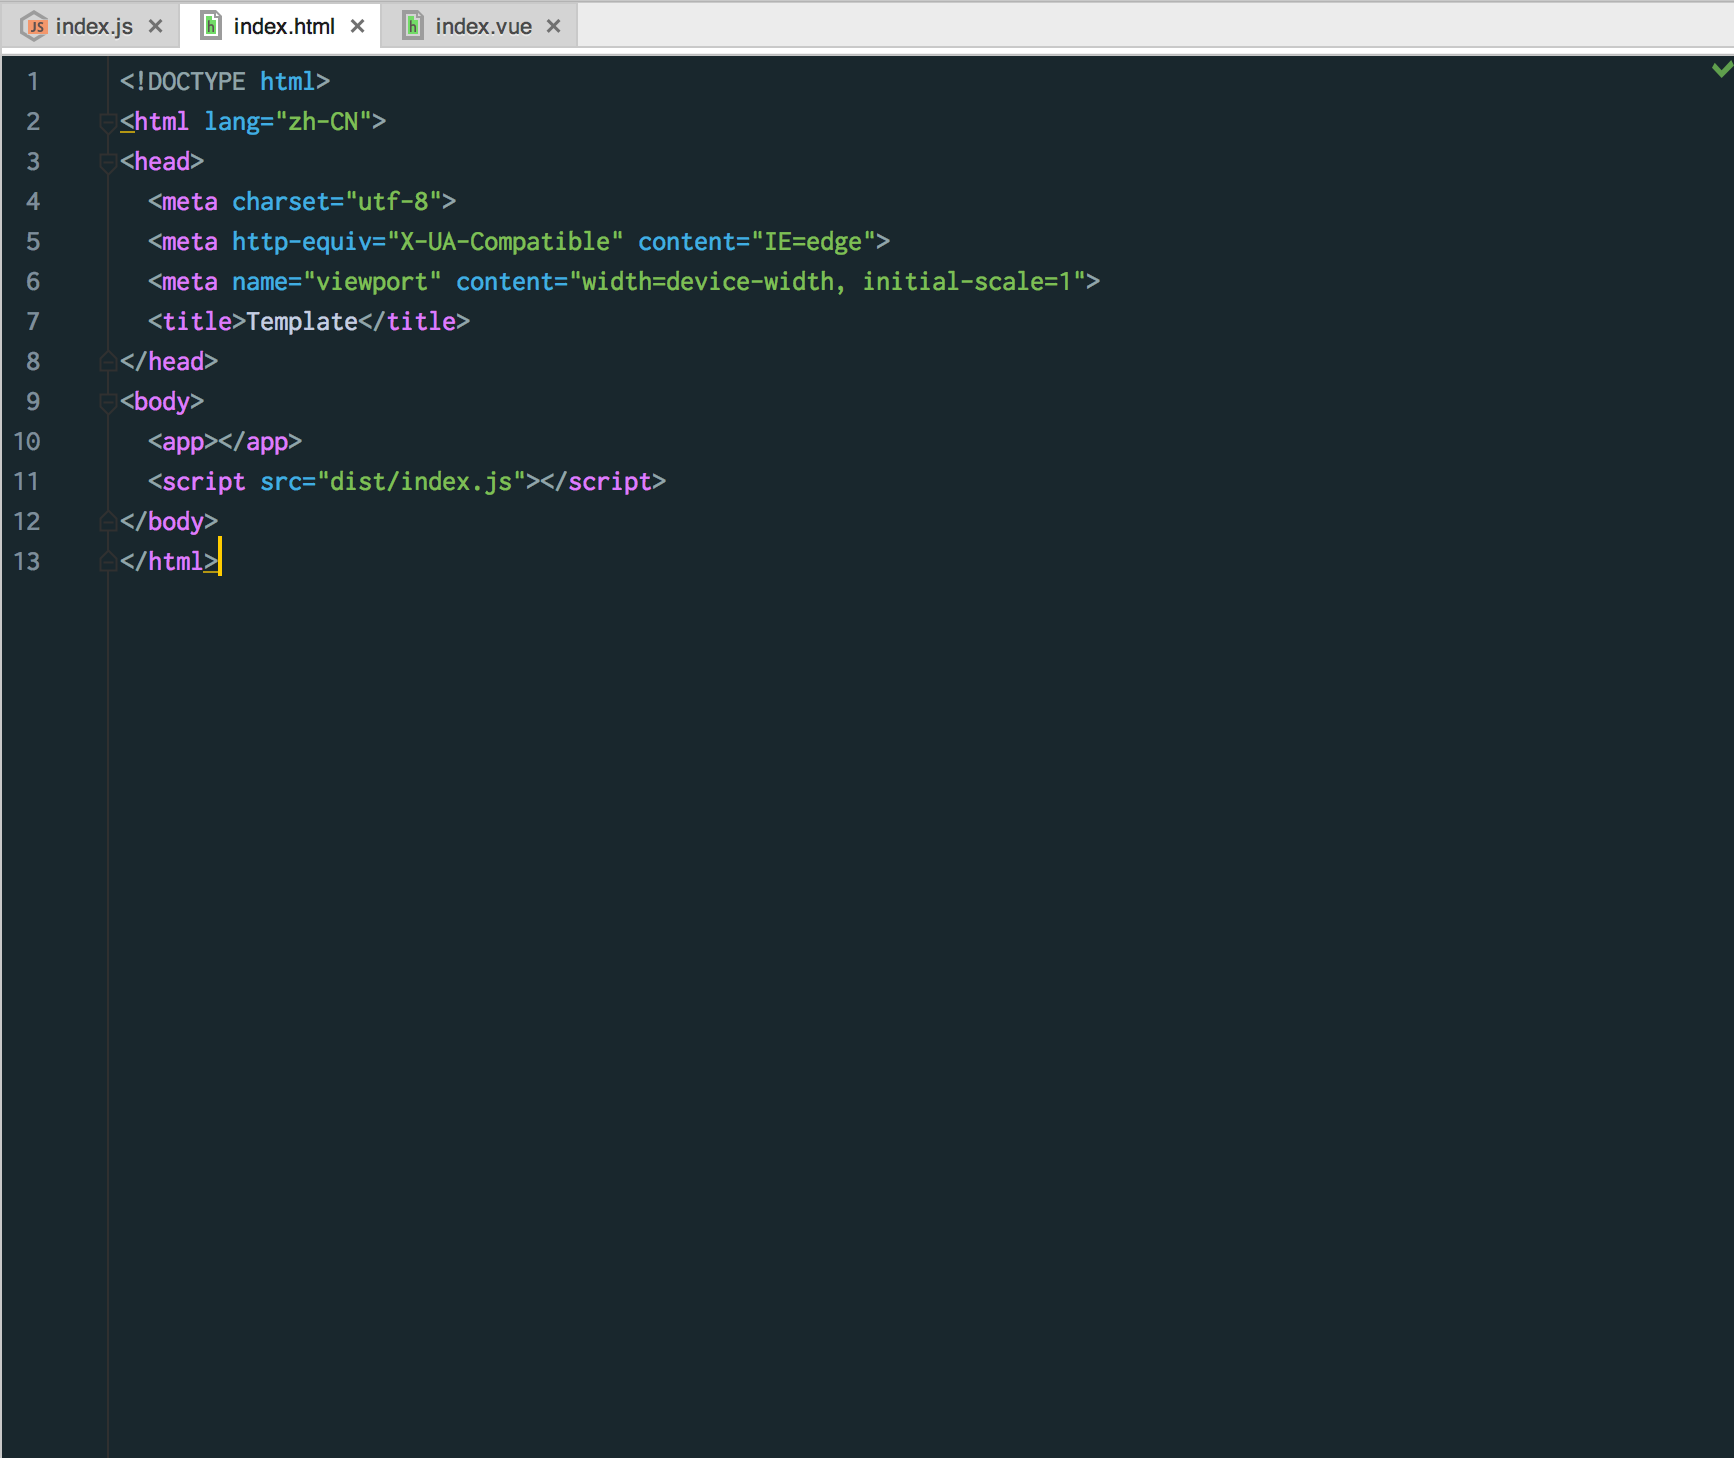 index.js index.html index.vue
1 <!DOCTYPE html>
2 <html lang="zh-CN">
3 <head>
4   <meta charset="utf-8">
5   <meta http-equiv="X-UA-Compatible" content="IE=edge">
6   <meta name="viewport" content="width=device-width, initial-scale=1">
7   <title>Template</title>
8 </head>
9 <body>
10   <app></app>
11   <script src="dist/index.js"></script>
12 </body>
13 </html>